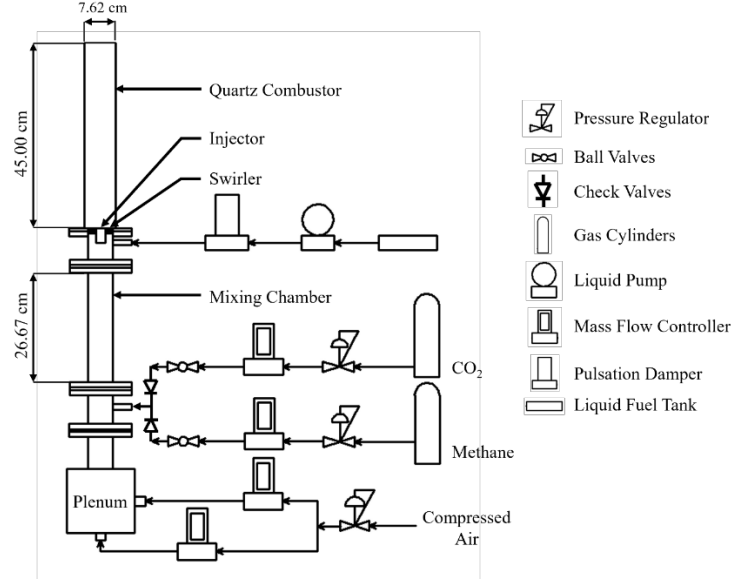 7.62 cm
45.00 cm
Quartz Combustor
Injector
Swirler
26.67 cm
Mixing Chamber
CO₂
Methane
Plenum
Compressed
Air
Pressure Regulator
Ball Valves
Check Valves
Gas Cylinders
Liquid Pump
Mass Flow Controller
Pulsation Damper
Liquid Fuel Tank